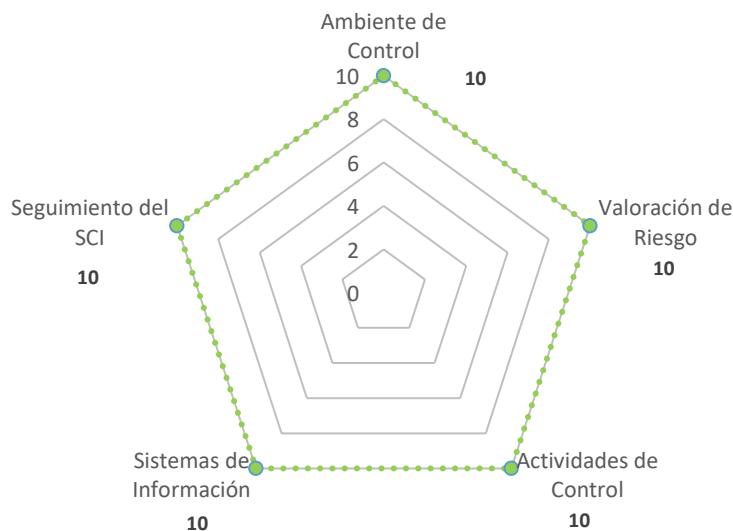 Ambiente de
Control
10
10
8
6
4
2
0
Valoración de
Riesgo
10
Actividades de
Control
10
Sistemas de
Información
10
Seguimiento del
SCI
10